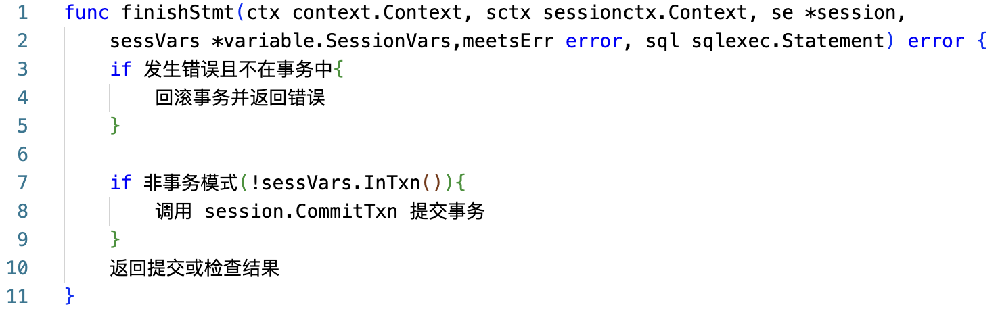 1 func finishStmt(ctx context.Context, sctx sessionctx.Context, se *session,
2 sessVars *variable.SessionVars,meetsErr error, sql sqlexec.Statement) error {
3 if 发生错误且不在事务中{
4 回滚事务并返回错误
5 }
6
7 if 非事务模式(!sessVars.InTxn()){
8 调用 session.CommitTxn 提交事务
9 }
10 返回提交或检查结果
11 }